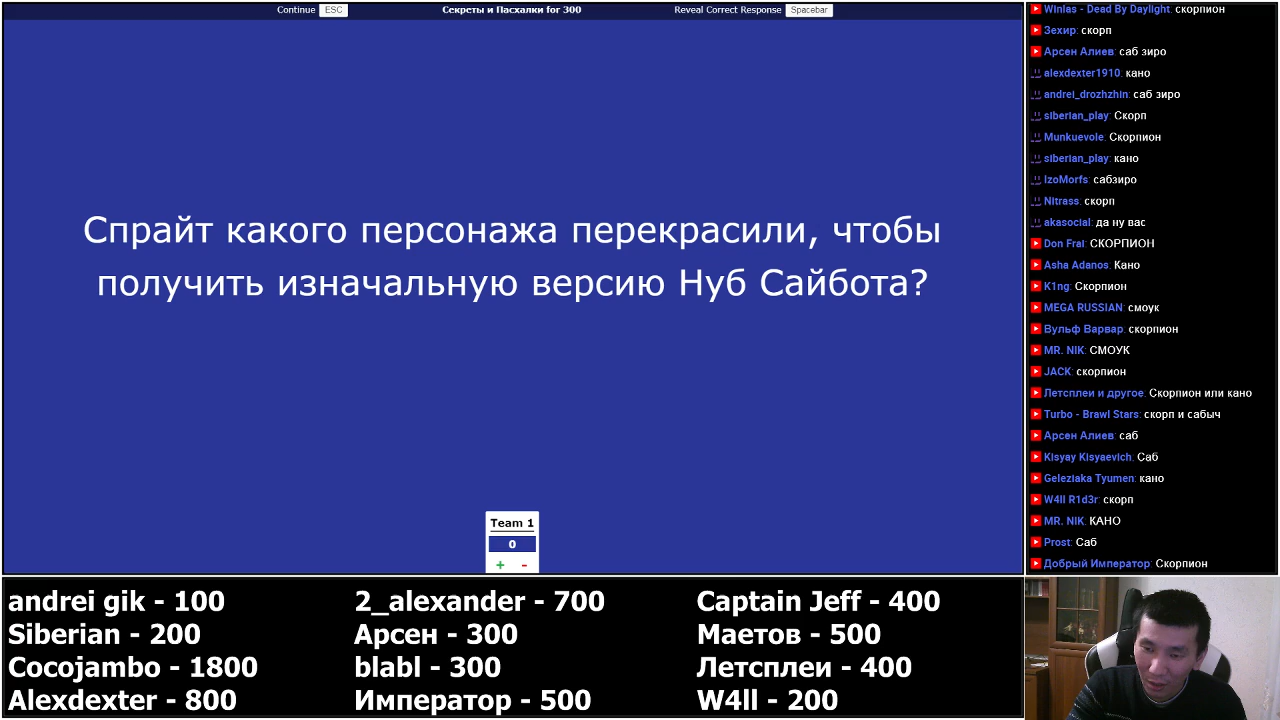 Continue ESC
Секреты и Пасхалки for 300
Reveal Correct Response Spacebar
Спрайт какого персонажа перекрасили, чтобы
получить изначальную версию Нуб Сайбота?
Team 1
0
+ -
Winlas - Dead By Daylight: скорпион
Зехир: скорп
Арсен Алиев: саб зиро
alexdexter1910: кано
andrei_drozhzhin: саб зиро
siberian_play: Скорп
Munkuevole: Скорпион
siberian_play: кано
IzoMorfs: сабзиро
Nitrass: скорп
akasocial: да ну вас
Don Fral: СКОРПИОН
Asha Adanos: Кано
K1ng: Скорпион
MEGA RUSSIAN: смоук
Вульф Варвар: скорпион
MR. NIK: СМОУК
JACK: скорпион
Летсплеи и другое: Скорпион или кано
Turbo - Brawl Stars: скорп и сабыч
Арсен Алиев: саб
Kisyay Kisyaevich: Саб
Geleziaka Tyumen: кано
W4ll R1d3r: скорп
MR. NIK: КАНО
Prost: Саб
Добрый Император: Скорпион
andrei gik - 100
Siberian - 200
Cocojambo - 1800
Alexdexter - 800
2_alexander - 700
Арсен - 300
blabl - 300
Император - 500
Captain Jeff - 400
Маетов - 500
Летсплеи - 400
W4ll - 200